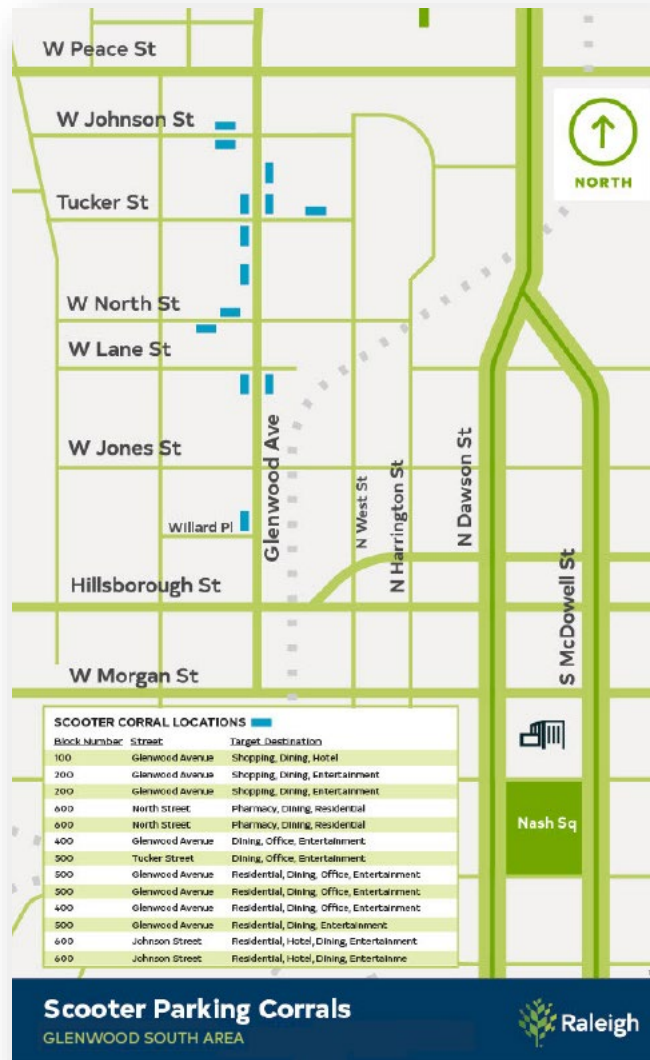 W Peace St
W Johnson St
NORTH
Tucker St
W North St
W Lane St
Glenwood Ave
W Jones St
N West St
N Harrington St
N Dawson St
Willard Pl
Hillsborough St
S McDowell St
W Morgan St
SCOOTER CORRAL LOCATIONS
Block Number Street Target Destination
100 Glenwood Avenue Shopping, Dining, Hotel
200 Glenwood Avenue Shopping, Dining, Entertainment
200 Glenwood Avenue Shopping, Dining, Entertainment
600 North Street Pharmacy, Dining, Residential
600 North Street Pharmacy, Dining, Residential
400 Glenwood Avenue Dining, Office, Entertainment
500 Tucker Street Dining, Office, Entertainment
500 Glenwood Avenue Residential, Dining, Office, Entertainment
500 Glenwood Avenue Residential, Dining, Office, Entertainment
400 Glenwood Avenue Residential, Dining, Office, Entertainment
500 Glenwood Avenue Residential, Dining, Entertainment
600 Johnson Street Residential, Hotel, Dining, Entertainment
600 Johnson Street Residential, Hotel, Dining, Entertainme
Nash Sq
Scooter Parking Corrals
GLENWOOD SOUTH AREA
Raleigh